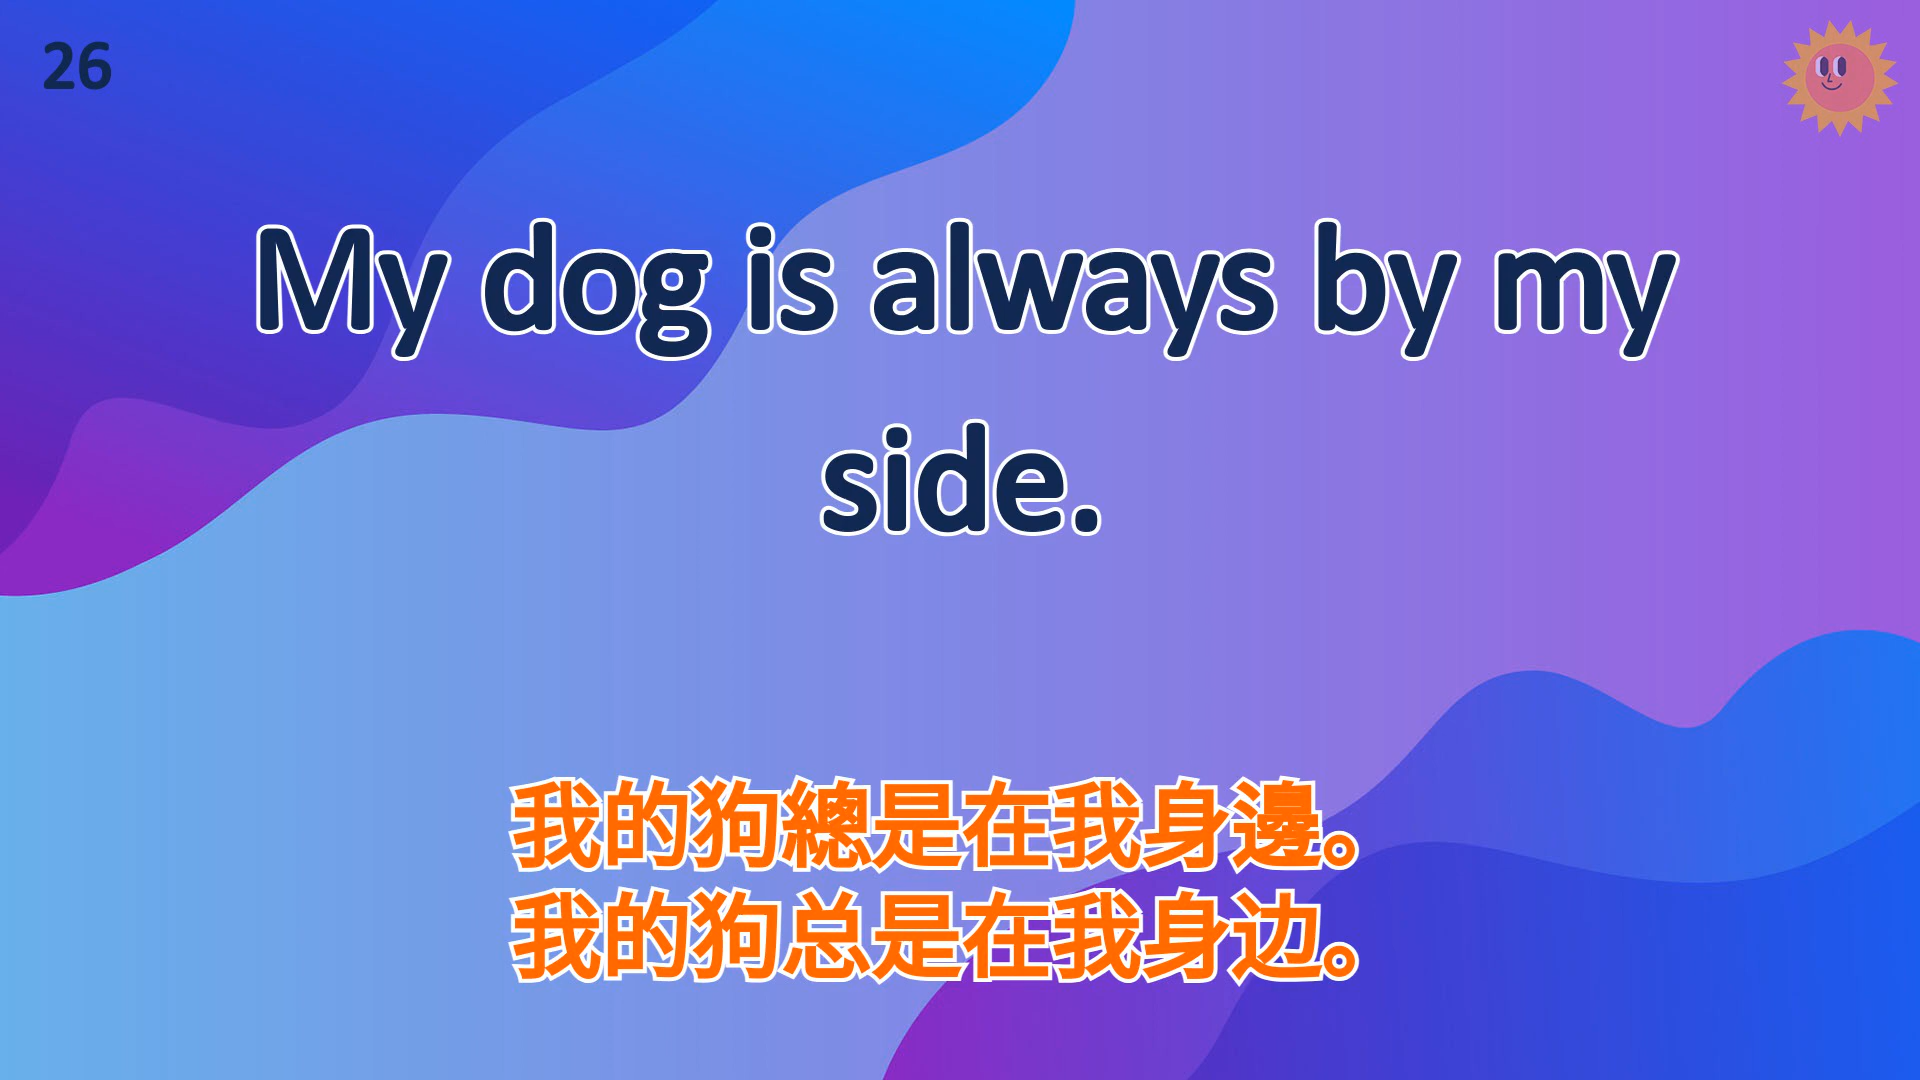 26
My dog is always by my
side.
我的狗總是在我身邊。
我的狗总是在我身边。